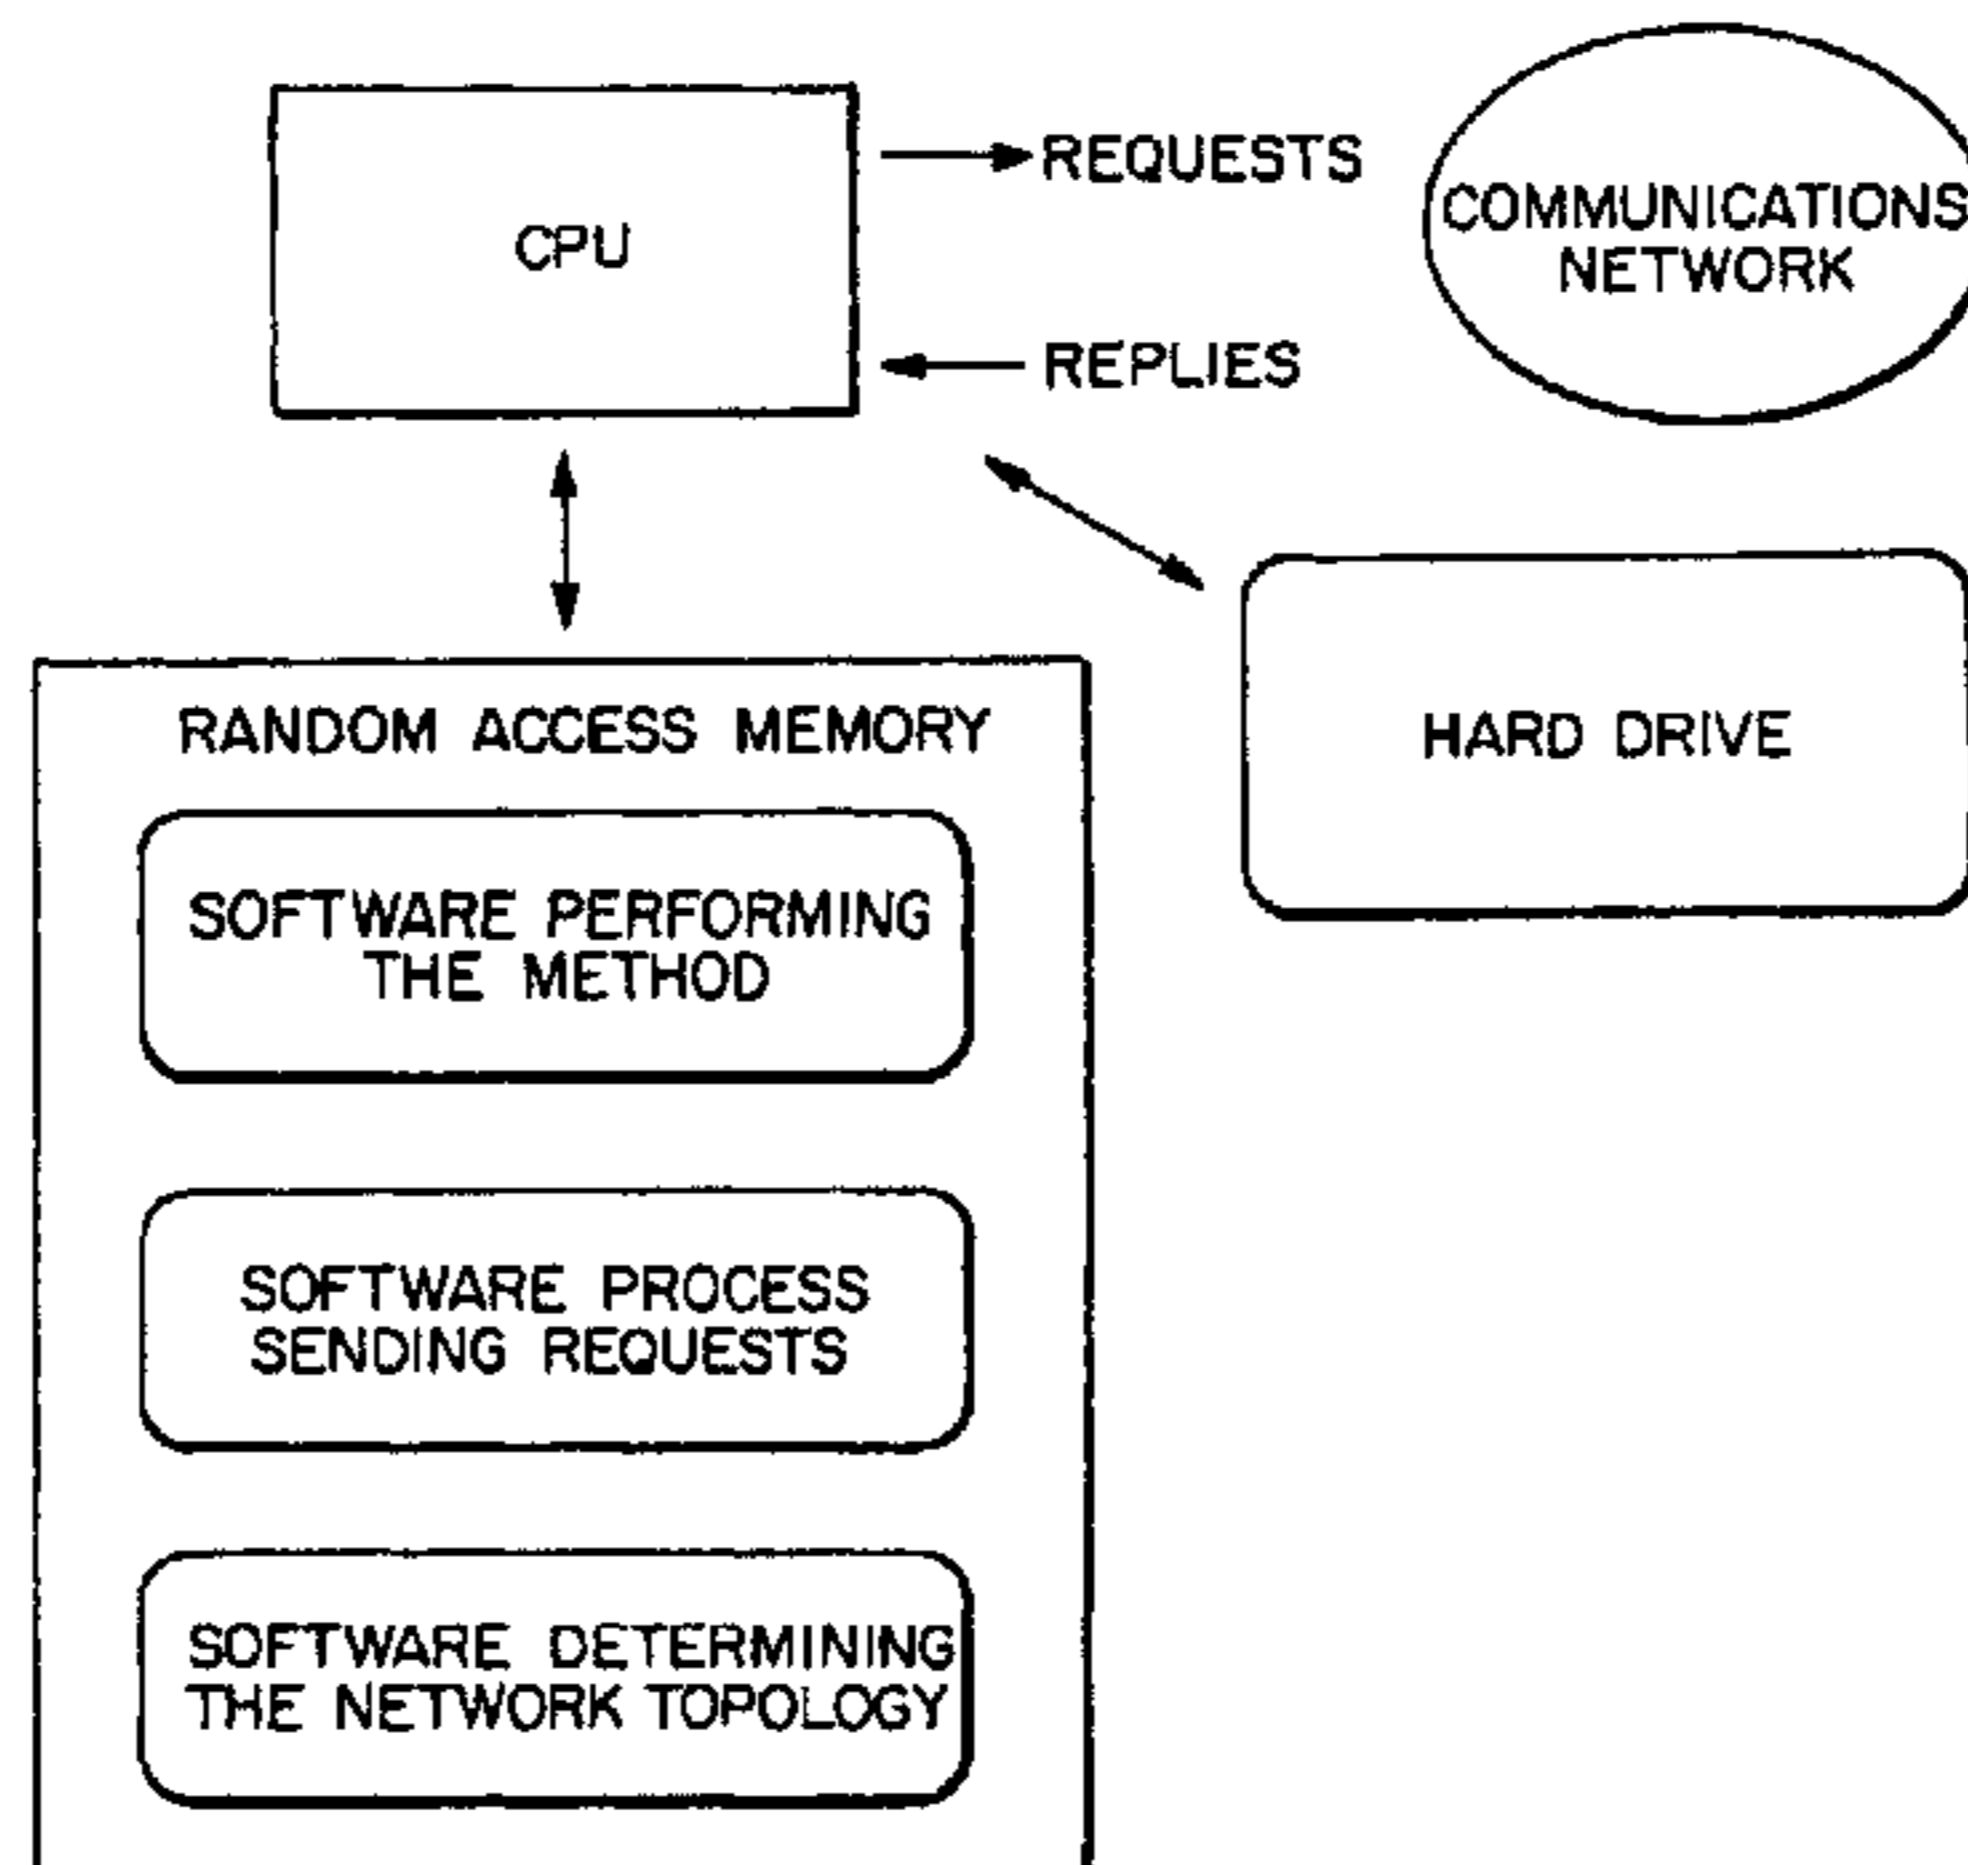 CPU
REQUESTS
REPLIES
COMMUNICATIONS
NETWORK
RANDOM ACCESS MEMORY
HARD DRIVE
SOFTWARE PERFORMING
THE METHOD
SOFTWARE PROCESS
SENDING REQUESTS
SOFTWARE DETERMINING
THE NETWORK TOPOLOGY